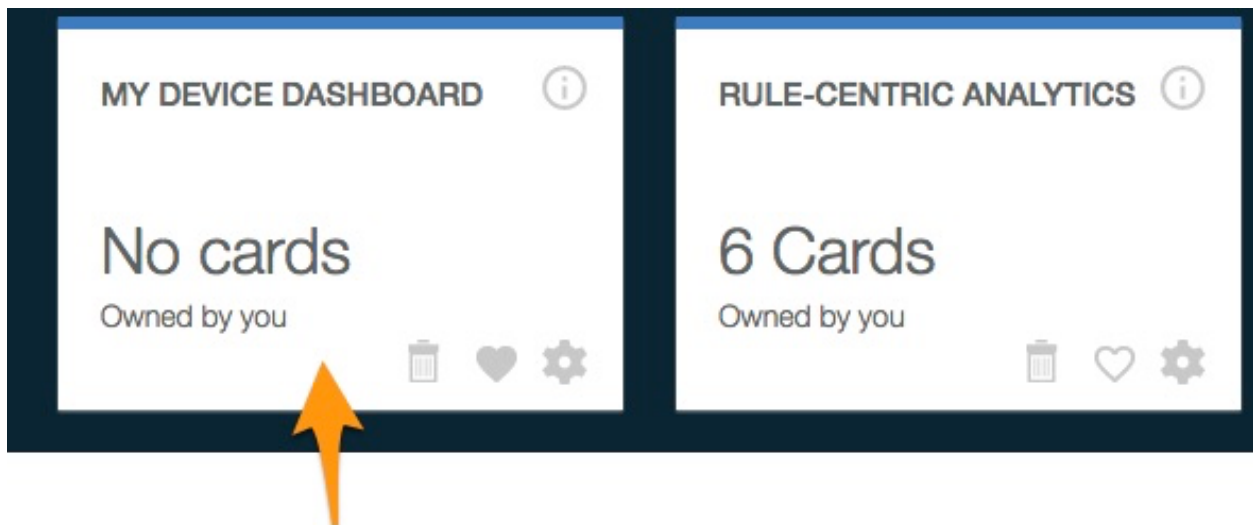 MY DEVICE DASHBOARD
No cards
Owned by you
RULE-CENTRIC ANALYTICS
6 Cards
Owned by you